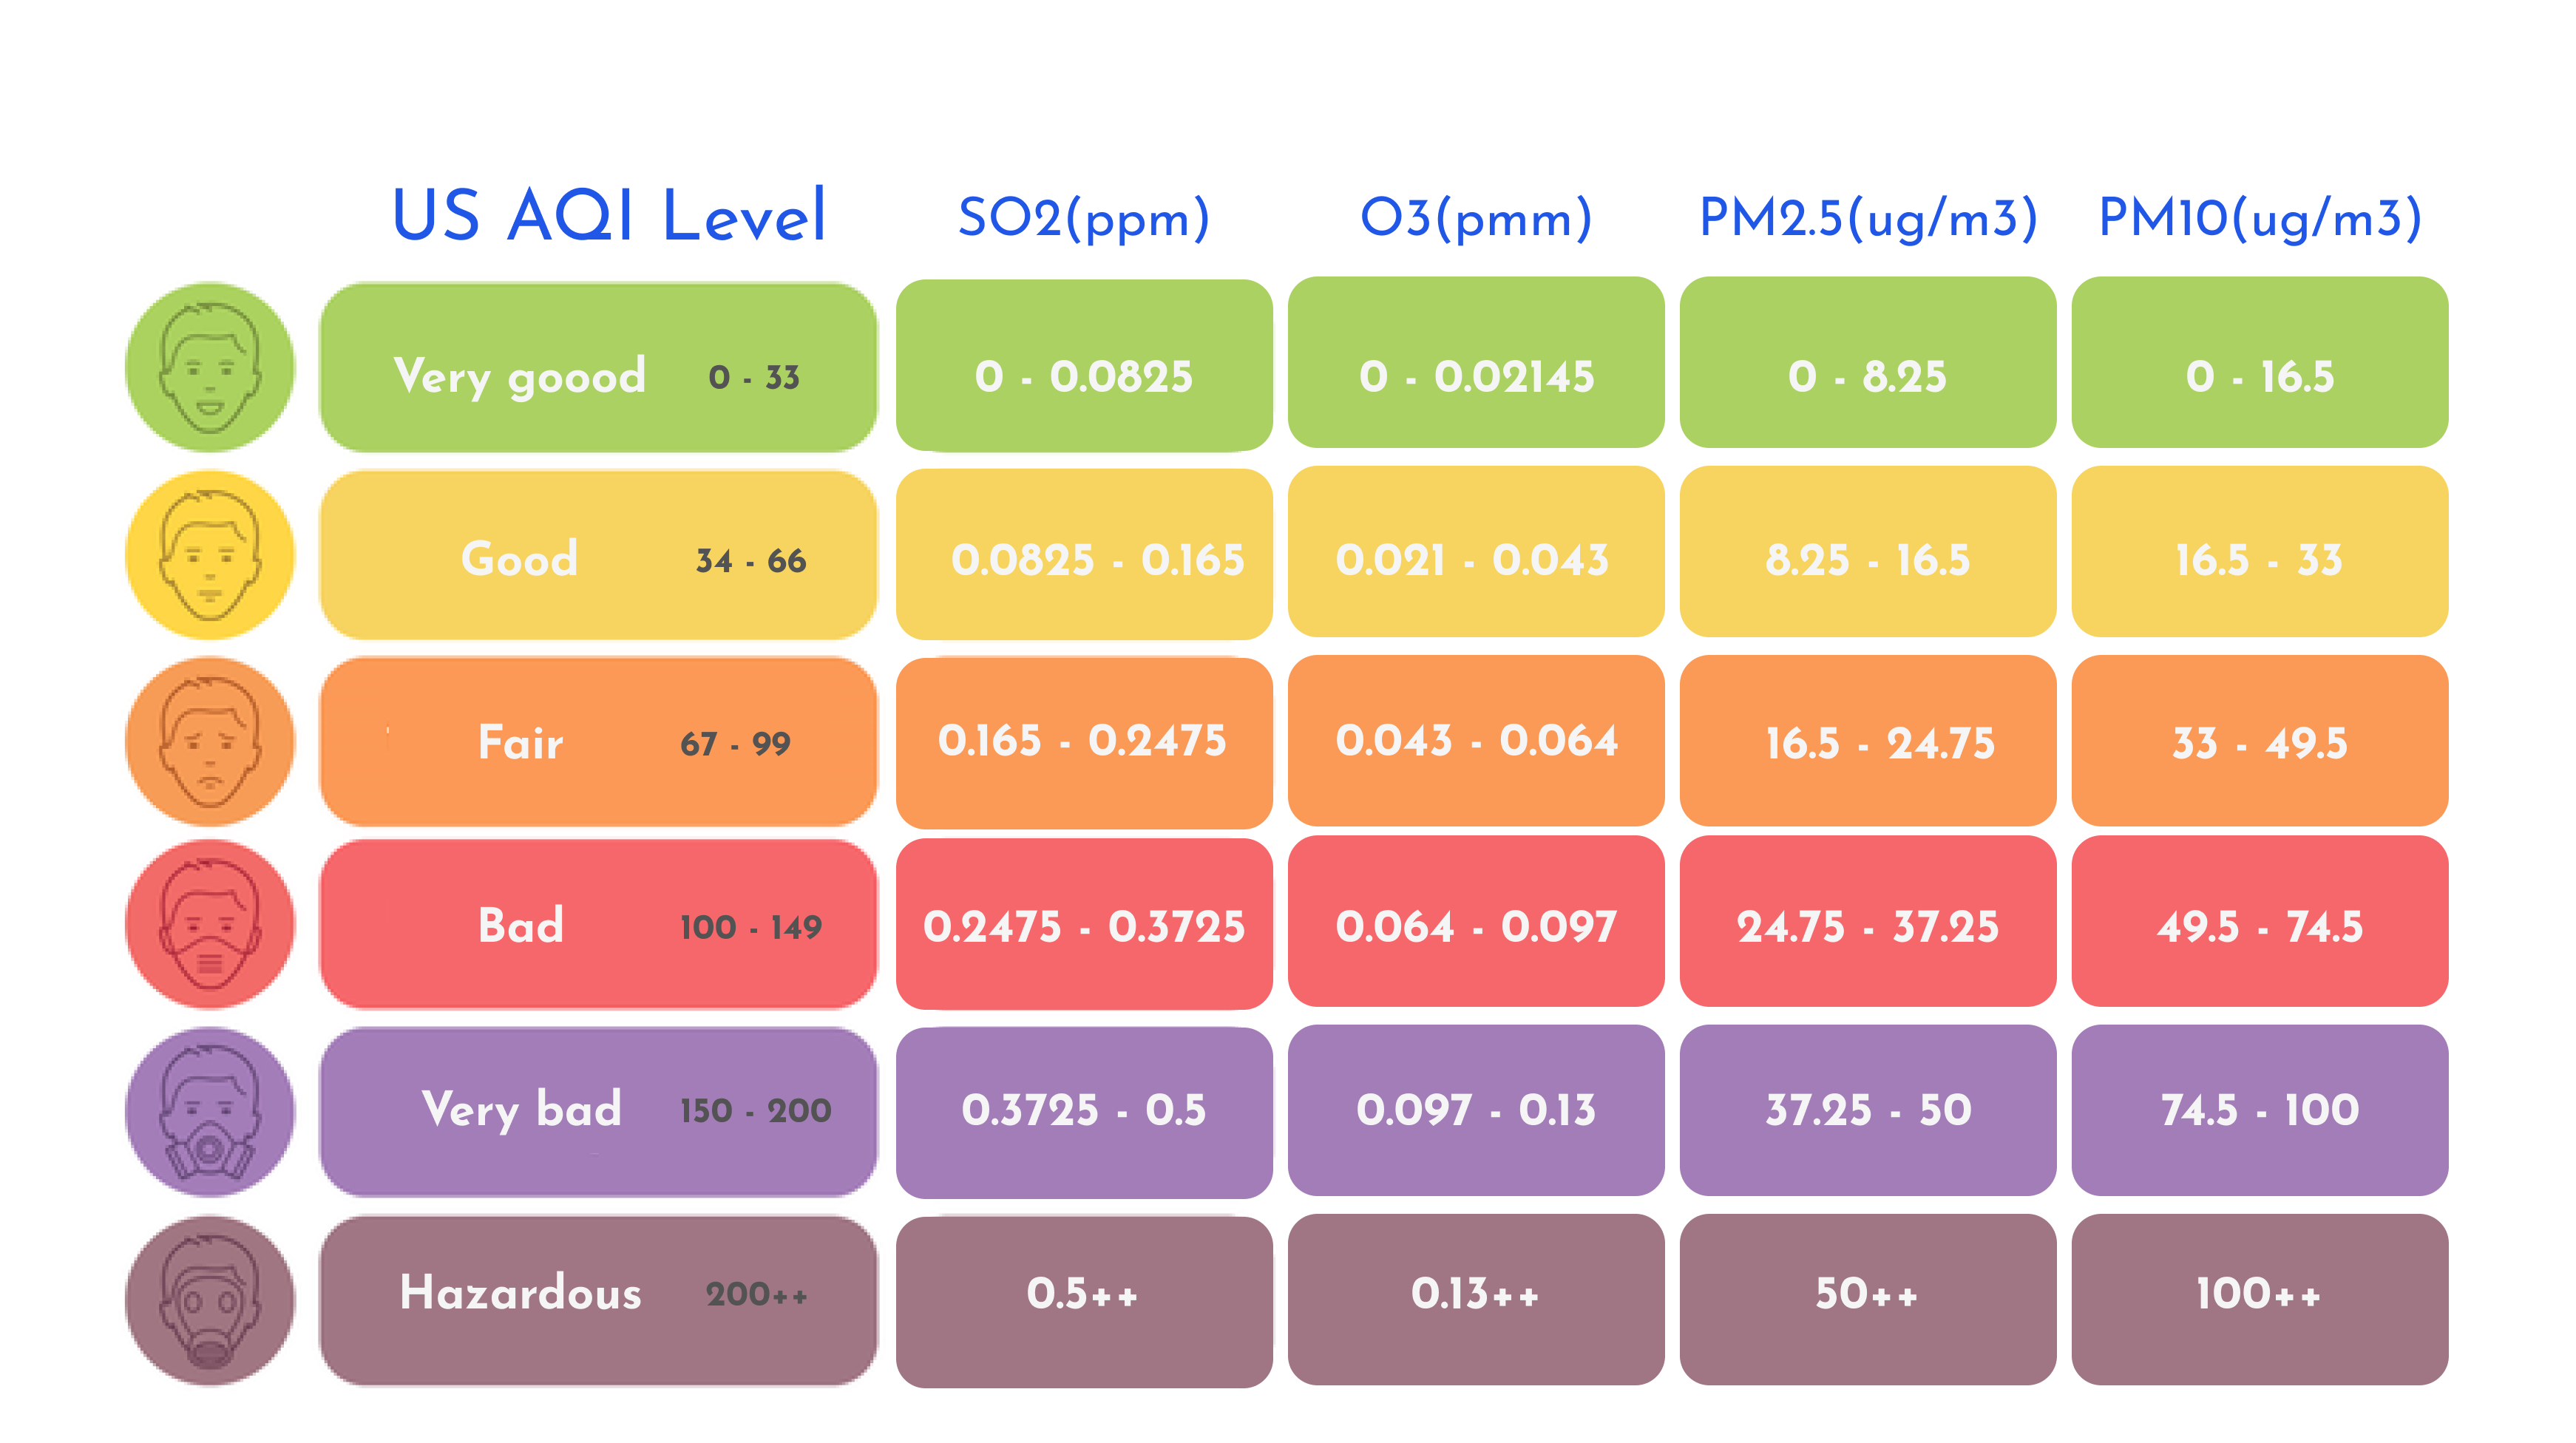 US AQI Level SO2(ppm) O3(pmm) PM2.5(ug/m3) PM10(ug/m3)
Very goood 0 - 33 0 - 0.0825 0 - 0.02145 0 - 8.25 0 - 16.5
Good 34 - 66 0.0825 - 0.165 0.021 - 0.043 8.25 - 16.5 16.5 - 33
Fair 67 - 99 0.165 - 0.2475 0.043 - 0.064 16.5 - 24.75 33 - 49.5
Bad 100 - 149 0.2475 - 0.3725 0.064 - 0.097 24.75 - 37.25 49.5 - 74.5
Very bad 150 - 200 0.3725 - 0.5 0.097 - 0.13 37.25 - 50 74.5 - 100
Hazardous 200++ 0.5++ 0.13++ 50++ 100++